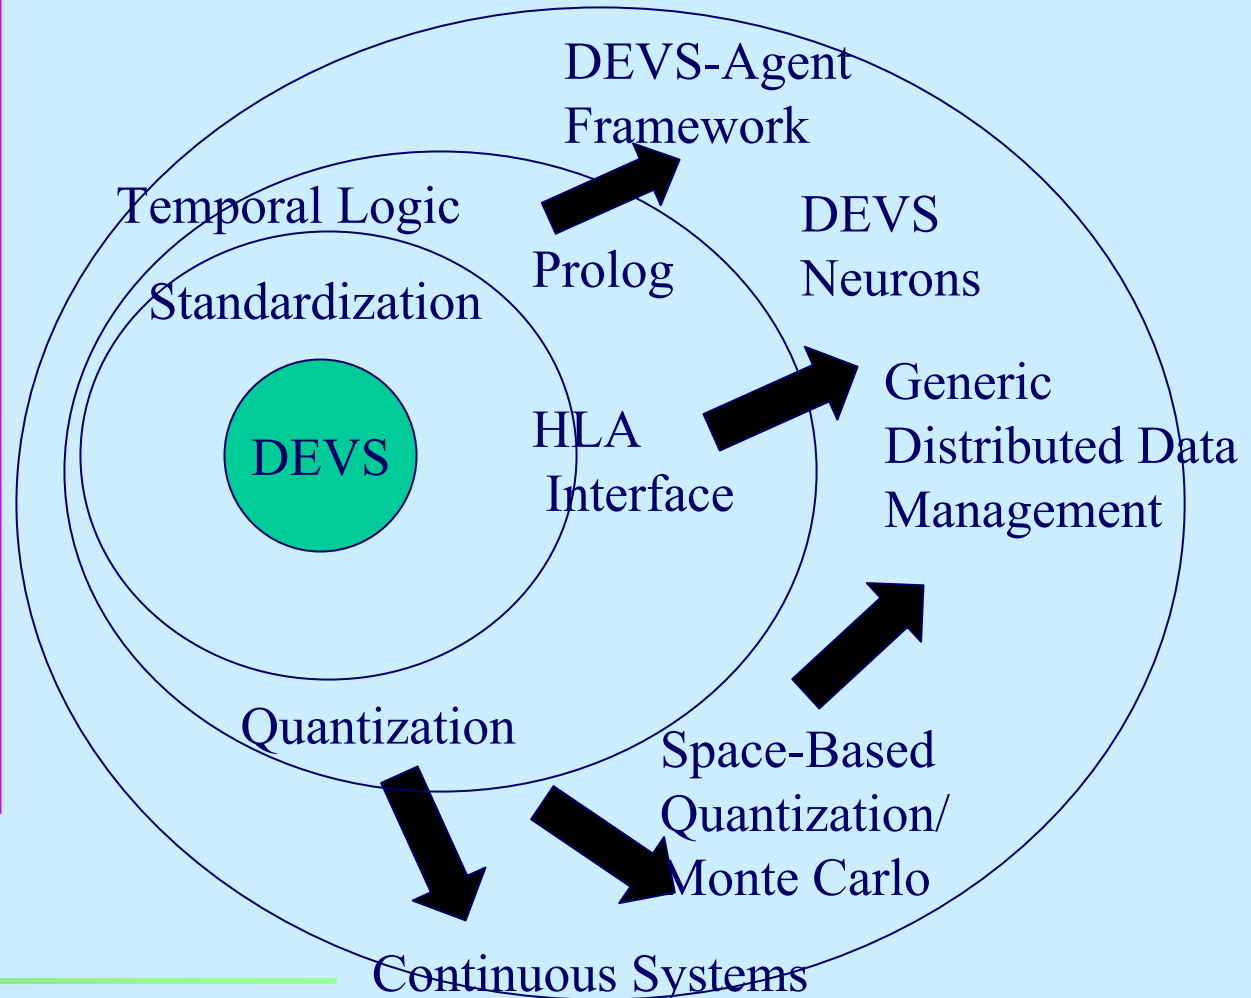 DEVS-Agent
Framework
Temporal Logic
DEVS
Neurons
Prolog
Standardization
Generic
Distributed Data
Management
HLA
Interface
DEVS
Quantization
Space-Based
Quantization/
Monte Carlo
Continuous Systems